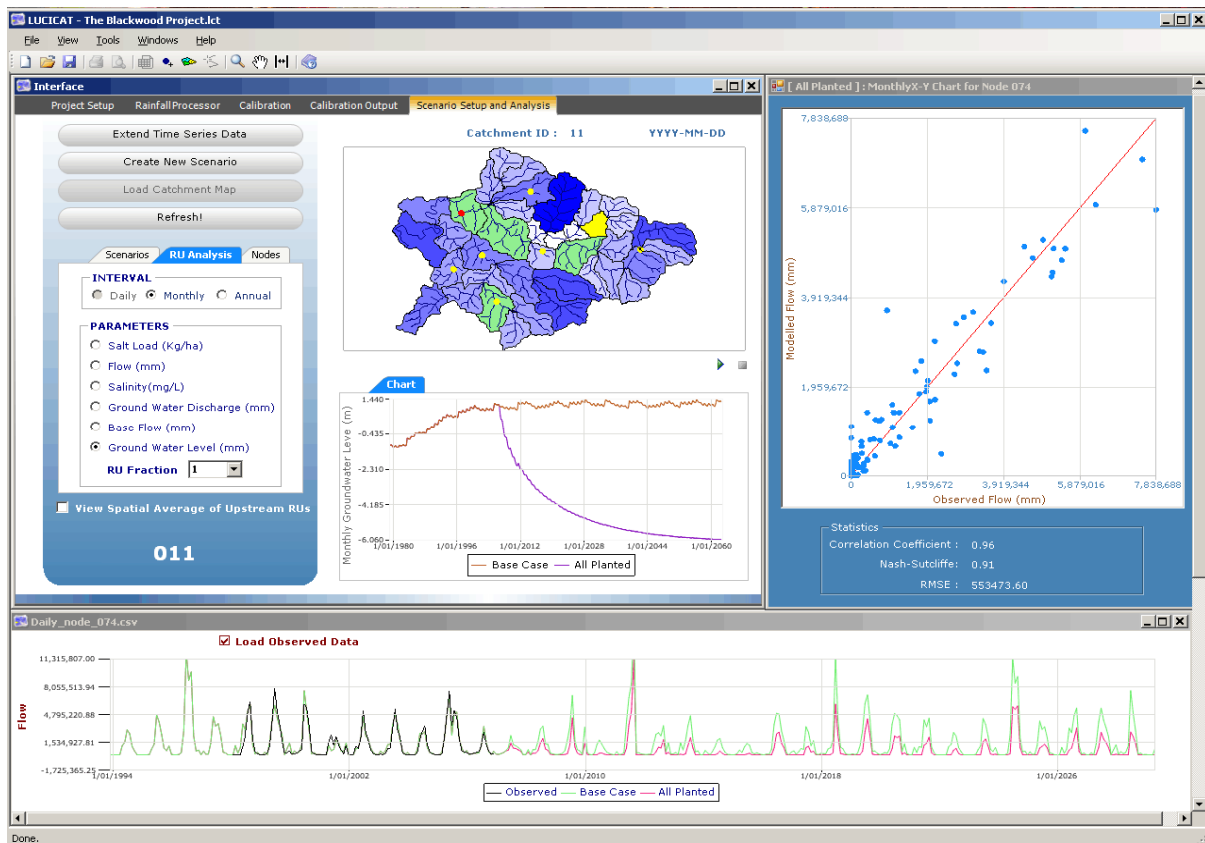 LUCICAT - The Blackwood Project.lct
File View Tools Windows Help
Interface
Project Setup RainfallProcessor Calibration Calibration Output Scenario Setup and Analysis
Extend Time Series Data
Create New Scenario
Load Catchment Map
Refresh!
Scenarios RU Analysis Nodes
INTERVAL
Daily Monthly Annual
PARAMETERS
Salt Load (Kg/ha)
Flow (mm)
Salinity(mg/L)
Ground Water Discharge (mm)
Base Flow (mm)
Ground Water Level (mm)
RU Fraction 1
View Spatial Average of Upstream RUs
011
Catchment ID : 11 YYYY-MM-DD
Chart
Monthly Groundwater Leve (m)
1.440
-0.435
-2.310
-4.185
-6.060
1/01/1980 1/01/1996 1/01/2012 1/01/2028 1/01/2044 1/01/2060
Base Case All Planted
[ All Planted ] : MonthlyX-Y Chart for Node 074
Modelled Flow (mm)
7,838,688
5,879,016
3,919,344
1,959,672
0
0 1,959,672 3,919,344 5,879,016 7,838,688
Observed Flow (mm)
Statistics
Correlation Coefficient : 0.96
Nash-Sutcliffe: 0.91
RMSE : 553473.60
Daily_node_074.csv
Load Observed Data
Flow
11,315,807.00
8,055,513.94
4,795,220.88
1,534,927.81
-1,725,365.25
1/01/1994 1/01/2002 1/01/2010 1/01/2018 1/01/2026
Observed Base Case All Planted
Done.